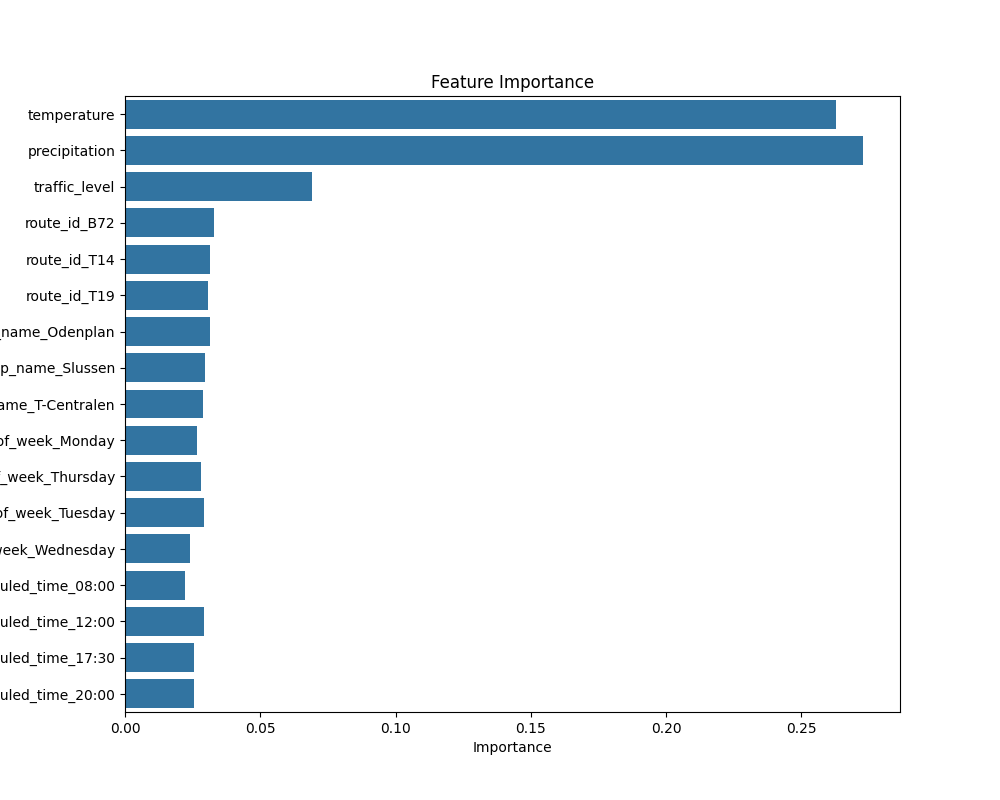 Feature Importance
temperature
precipitation
traffic_level
route_id_B72
route_id_T14
route_id_T19
_name_Odenplan
p_name_Slussen
ame_T-Centralen
of_week_Monday
_week_Thursday
of_week_Tuesday
week_Wednesday
uled_time_08:00
uled_time_12:00
uled_time_17:30
uled_time_20:00
0.00 0.05 0.10 0.15 0.20 0.25
Importance